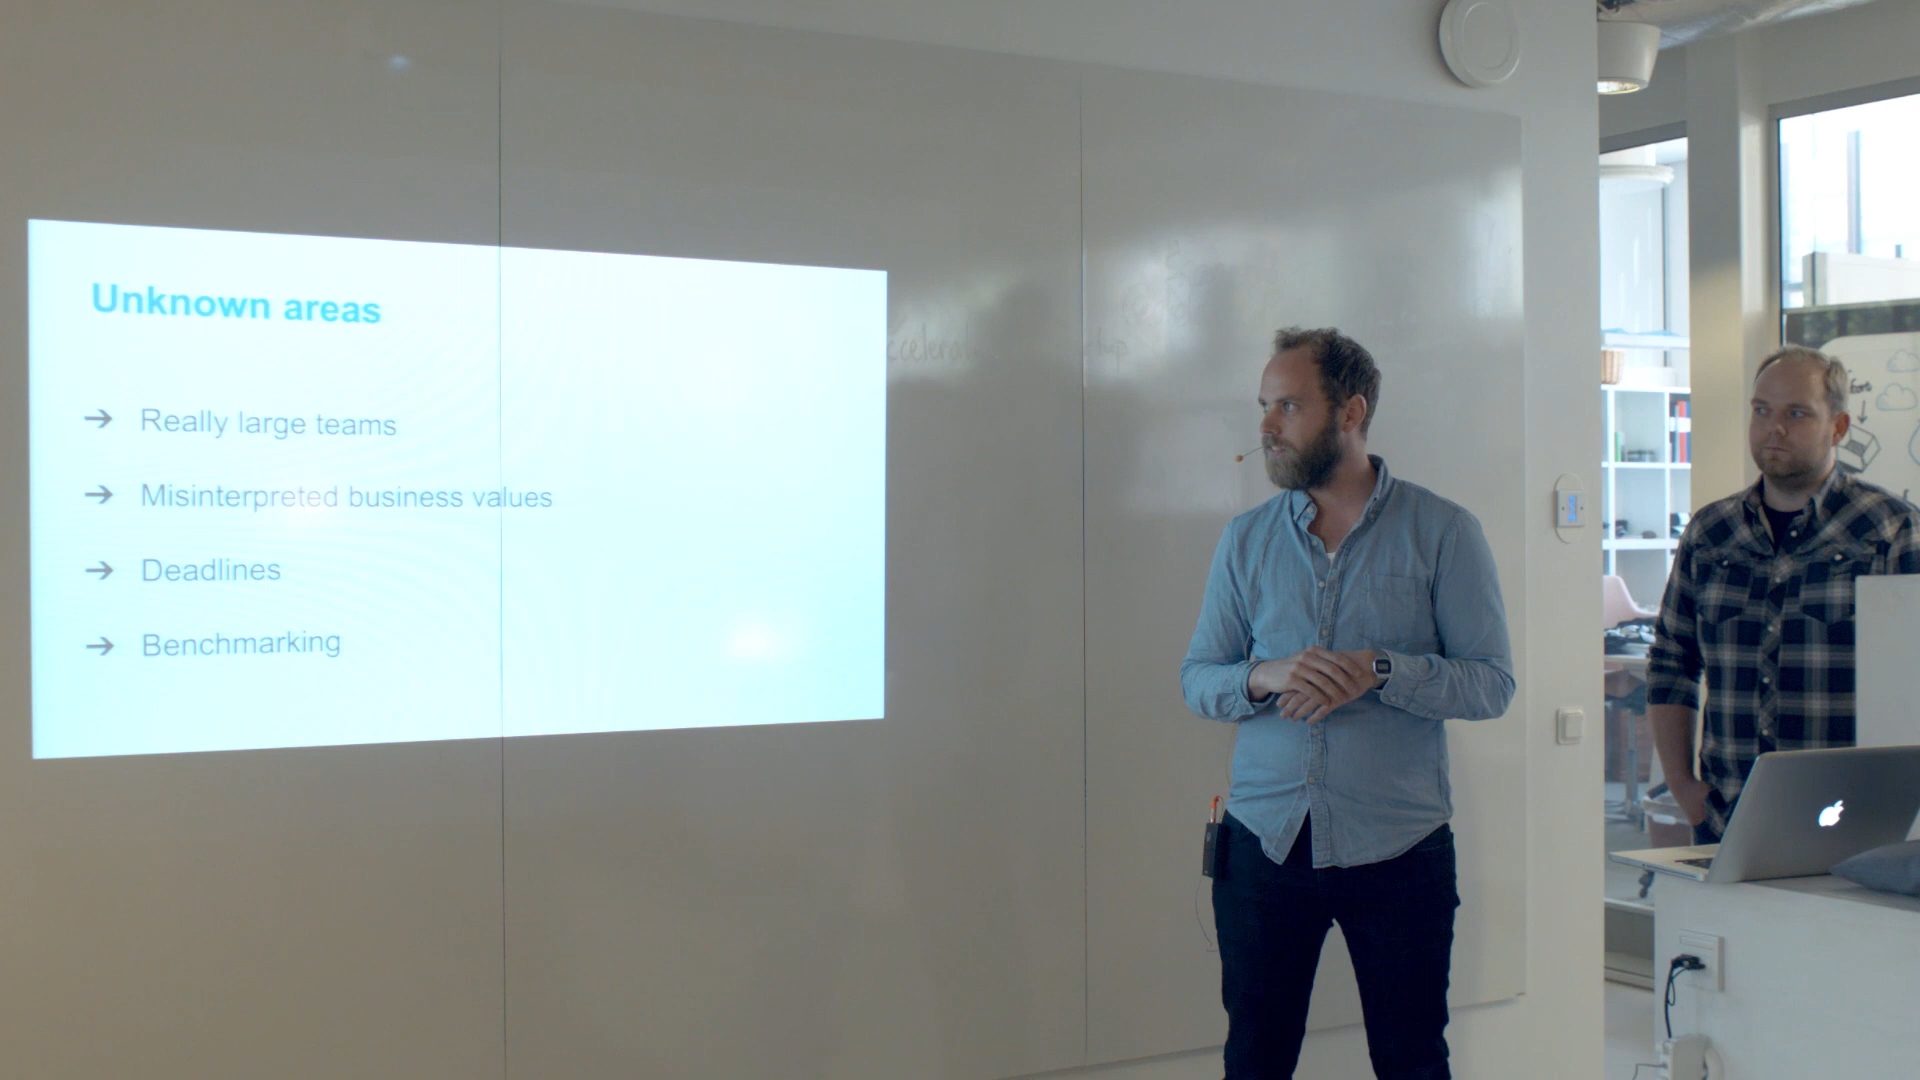 Unknown areas
→ Really large teams
→ Misinterpreted business values
→ Deadlines
→ Benchmarking